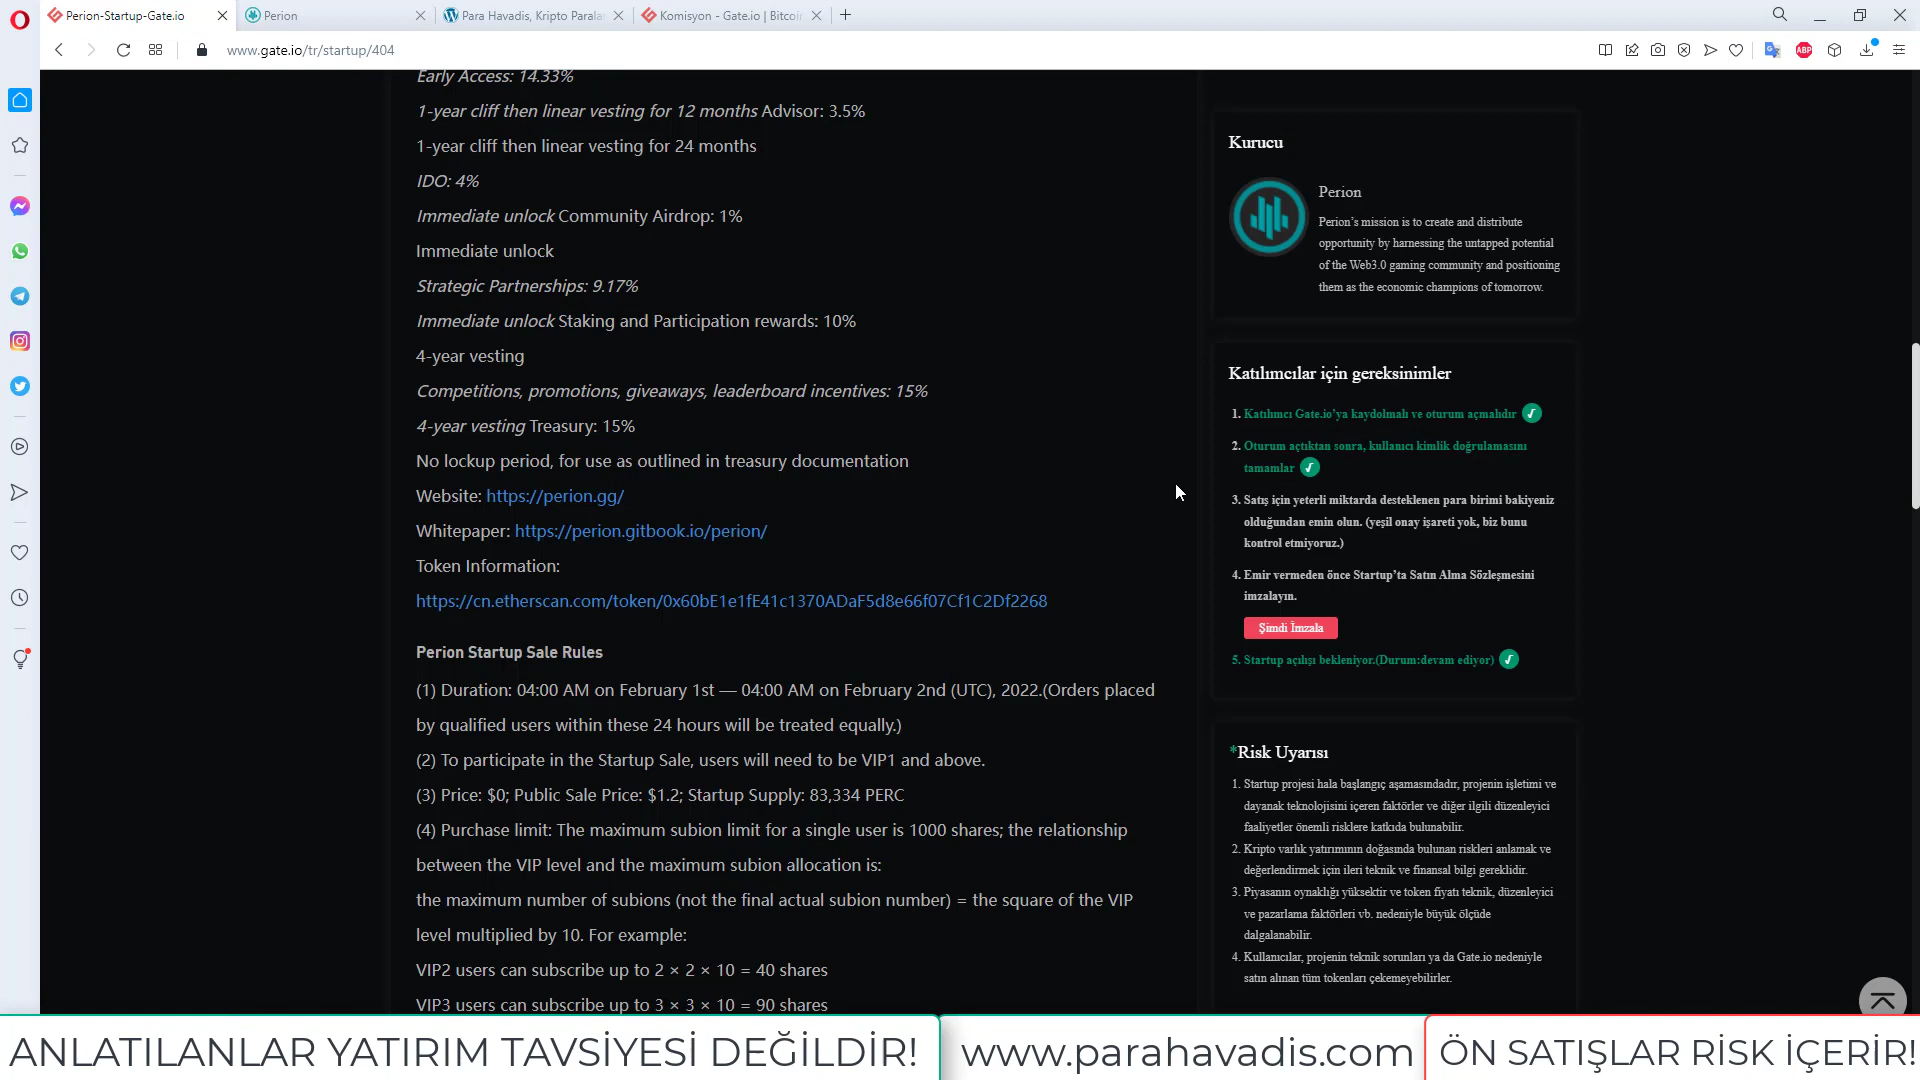 Perion-Startup-Gate.io
Perion
Para Havadis, Kripto Parala
Komisyon - Gate.io | Bitcoi
www.gate.io/tr/startup/404
ABP
Early Access: 14.33%
1-year cliff then linear vesting for 12 months Advisor: 3.5%
1-year cliff then linear vesting for 24 months
IDO: 4%
Immediate unlock Community Airdrop: 1%
Immediate unlock
Strategic Partnerships: 9.17%
Immediate unlock Staking and Participation rewards: 10%
4-year vesting
Competitions, promotions, giveaways, leaderboard incentives: 15%
4-year vesting Treasury: 15%
No lockup period, for use as outlined in treasury documentation
Website: https://perion.gg/
Whitepaper: https://perion.gitbook.io/perion/
Token Information:
https://cn.etherscan.com/token/0x60bE1e1fE41c1370ADaF5d8e66f07Cf1C2Df2268
Perion Startup Sale Rules
(1) Duration: 04:00 AM on February 1st — 04:00 AM on February 2nd (UTC), 2022.(Orders placed
by qualified users within these 24 hours will be treated equally.)
(2) To participate in the Startup Sale, users will need to be VIP1 and above.
(3) Price: $0; Public Sale Price: $1.2; Startup Supply: 83,334 PERC
(4) Purchase limit: The maximum subion limit for a single user is 1000 shares; the relationship
between the VIP level and the maximum subion allocation is:
the maximum number of subions (not the final actual subion number) = the square of the VIP
level multiplied by 10. For example:
VIP2 users can subscribe up to 2 × 2 × 10 = 40 shares
VIP3 users can subscribe up to 3 × 3 × 10 = 90 shares
Kurucu
Perion
Perion's mission is to create and distribute
opportunity by harnessing the untapped potential
of the Web3.0 gaming community and positioning
them as the economic champions of tomorrow.
Katılımcılar için gereksinimler
1. Katılımcı Gate.io'ya kaydolmalı ve oturum açmalıdır
2. Oturum açtıktan sonra, kullanıcı kimlik doğrulamasını
tamamlar
3. Satış için yeterli miktarda desteklenen para birimi bakiyeniz
olduğundan emin olun. (yeşil onay işareti yok, biz bunu
kontrol etmiyoruz.)
4. Emir vermeden önce Startup'ta Satın Alma Sözleşmesini
imzalayın.
Şimdi İmzala
5. Startup açılışı bekleniyor.(Durum:devam ediyor)
*Risk Uyarısı
1. Startup projesi hala başlangıç aşamasındadır, projenin işletimi ve
dayanak teknolojisini içeren faktörler ve diğer ilgili düzenleyici
faaliyetler önemli risklere katkıda bulunabilir.
2. Kripto varlık yatırımının doğasında bulunan riskleri anlamak ve
değerlendirmek için ileri teknik ve finansal bilgi gereklidir.
3. Piyasanın oynaklığı yüksektir ve token fiyatı teknik, düzenleyici
ve pazarlama faktörleri vb. nedeniyle büyük ölçüde
dalgalanabilir.
4. Kullanıcılar, projenin teknik sorunları ya da Gate.io nedeniyle
satın alınan tüm tokenları çekemeyebilirler.
ANLATILANLAR YATIRIM TAVSİYESİ DEĞİLDİR!
www.parahavadis.com
ÖN SATIŞLAR RİSK İÇERİR!